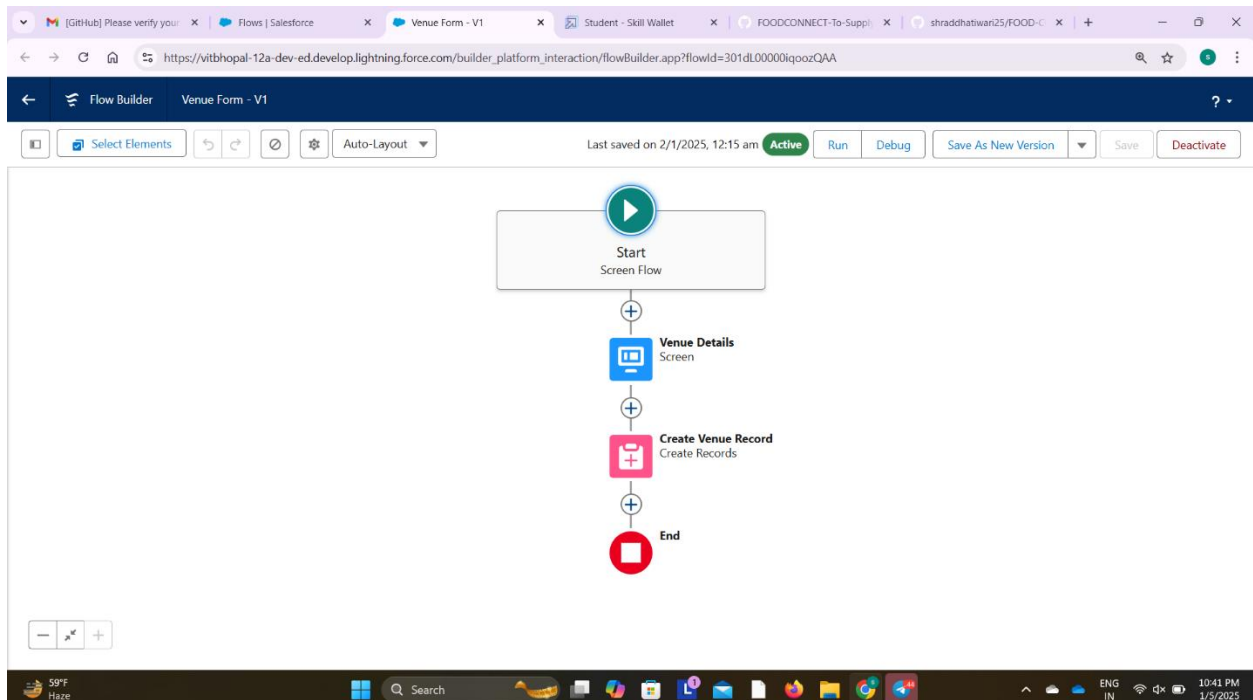 [GitHub] Please verify your
Flows | Salesforce
Venue Form - V1
Student - Skill Wallet
FOODCONNECT-To-Supply
shraddhatiwari25/FOOD-C
https://vitbhopal-12a-dev-ed.develop.lightning.force.com/builder_platform_interaction/flowBuilder.app?flowId=301dL00000iqoozQAA
s
Flow Builder
Venue Form - V1
?
Select Elements
Auto-Layout
Last saved on 2/1/2025, 12:15 am
Active
Run
Debug
Save As New Version
Save
Deactivate
Start
Screen Flow
Venue Details
Screen
Create Venue Record
Create Records
End
59°F
Haze
Search
ENG
IN
10:41 PM
1/5/2025